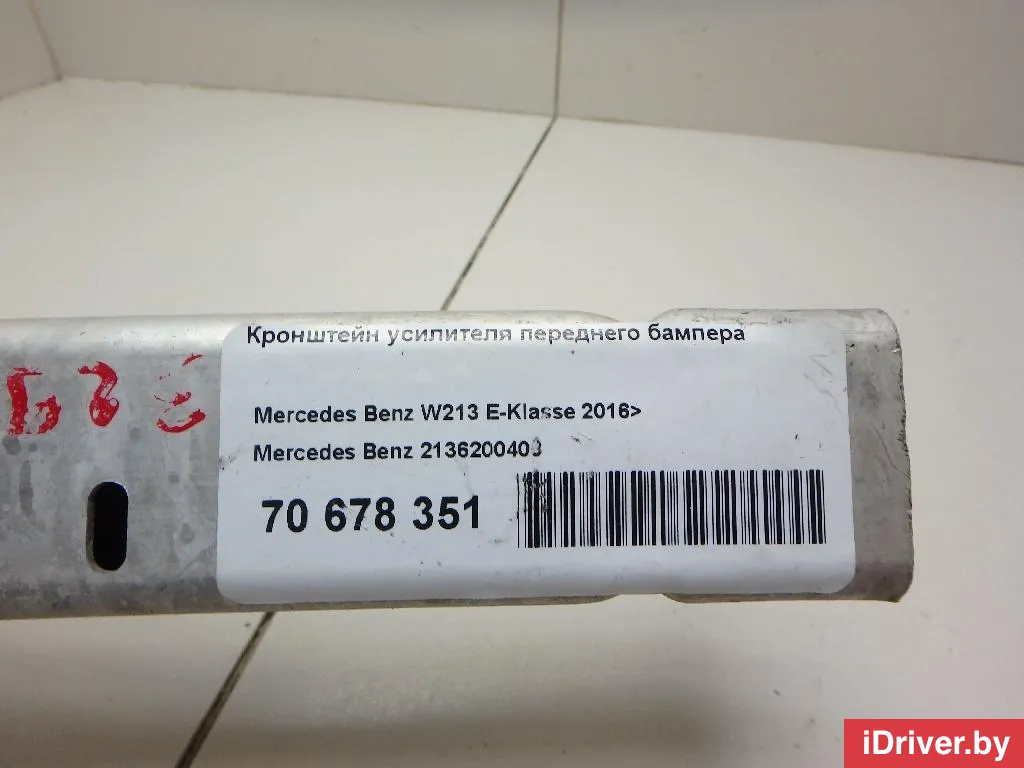 Кронштейн усилителя переднего бампера
Mercedes Benz W213 E-Klasse 2016>
Mercedes Benz 2136200403
70 678 351
iDriver.by